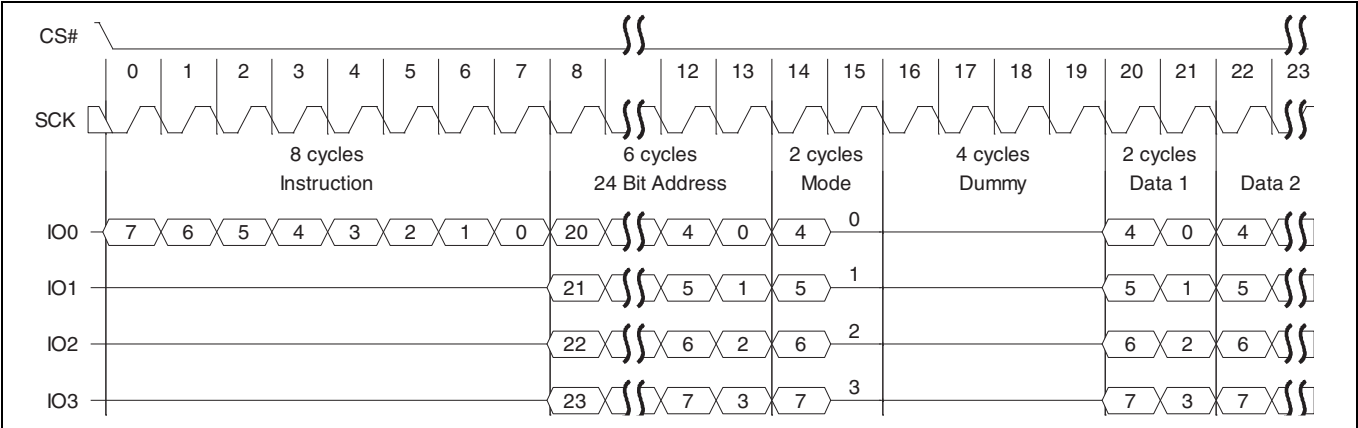 CS#
0 1 2 3 4 5 6 7 8 12 13 14 15 16 17 18 19 20 21 22 23
SCK
8 cycles 6 cycles 2 cycles 4 cycles 2 cycles
Instruction 24 Bit Address Mode Dummy Data 1 Data 2
IO0 7 6 5 4 3 2 1 0 20 4 0 4 0 4 0 4
IO1 21 5 1 5 1 5 1 5
IO2 22 6 2 6 2 6 2 6
IO3 23 7 3 7 3 7 3 7